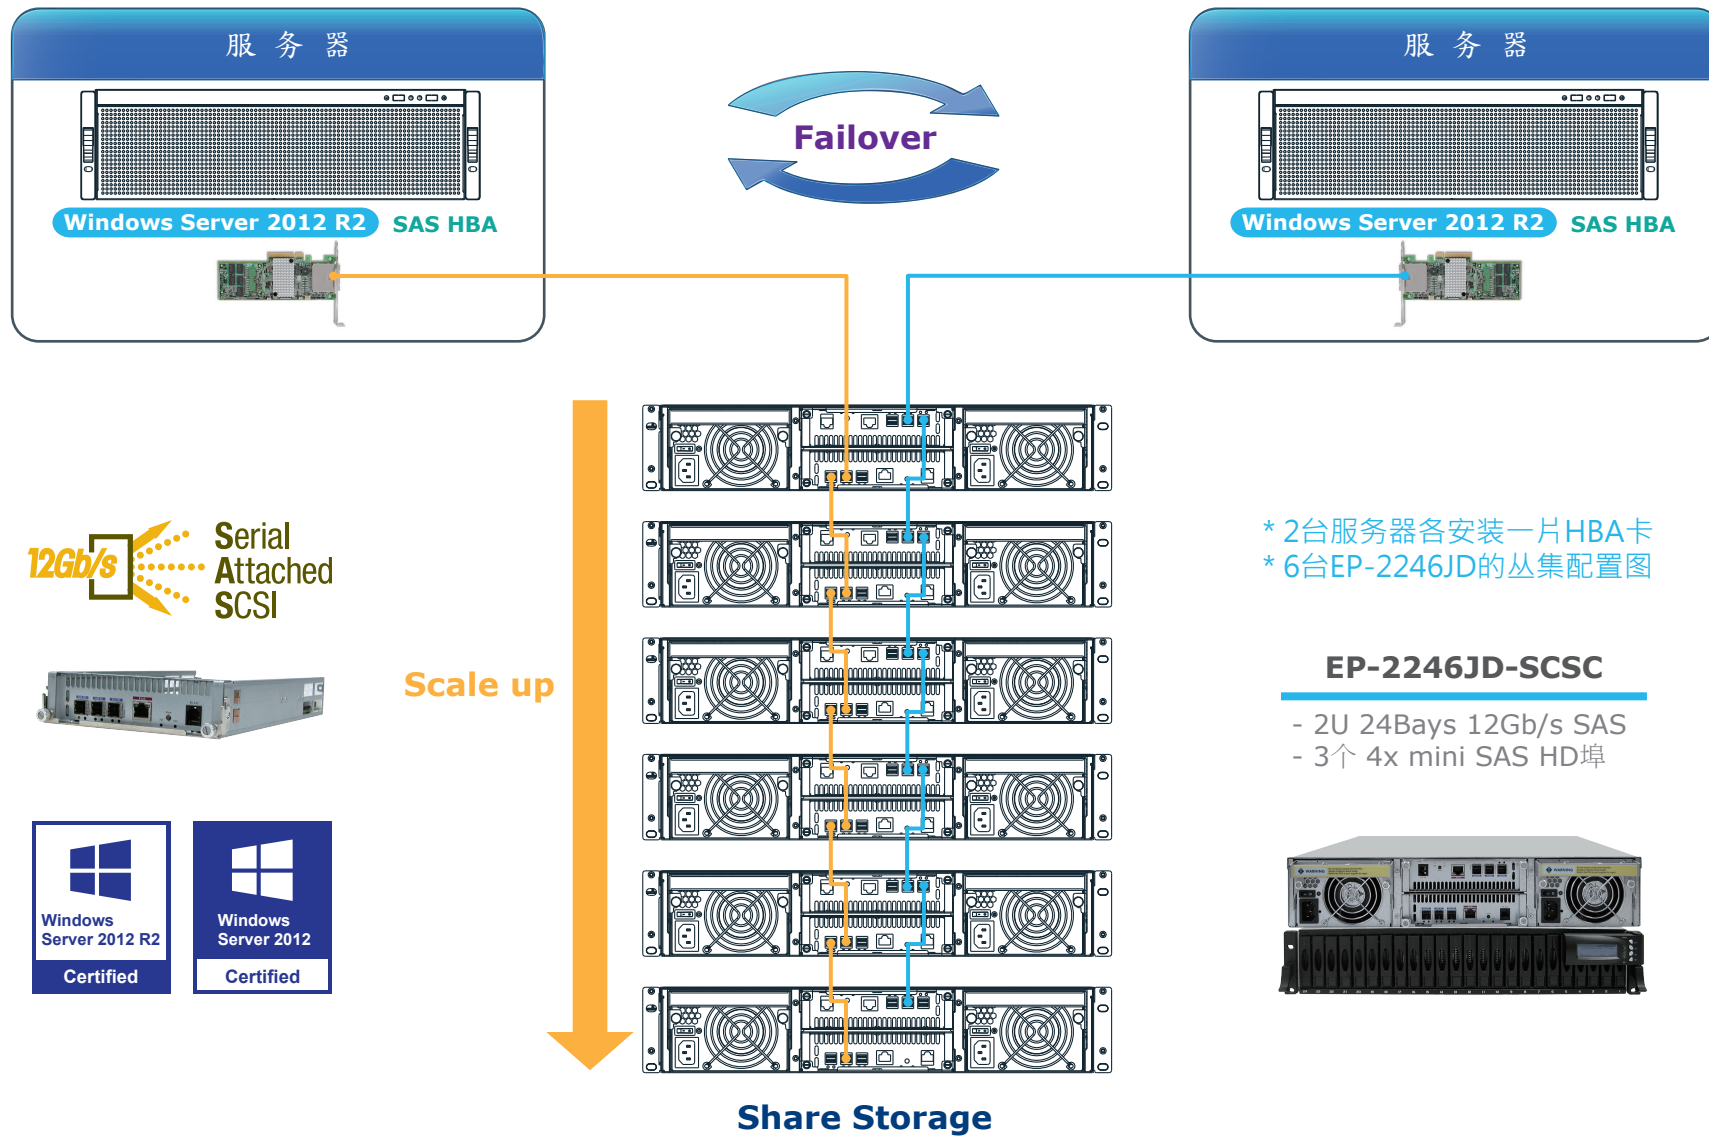 服 务 器
Windows Server 2012 R2
SAS HBA
Failover
服 务 器
Windows Server 2012 R2
SAS HBA
12Gb/s
Serial
Attached
SCSI
Scale up
* 2台服务器各安装一片HBA卡
* 6台EP-2246JD的丛集配置图
EP-2246JD-SCSC
- 2U 24Bays 12Gb/s SAS
- 3个 4x mini SAS HD埠
WARNING
WARNING
Windows
Server 2012 R2
Certified
Windows
Server 2012
Certified
Share Storage